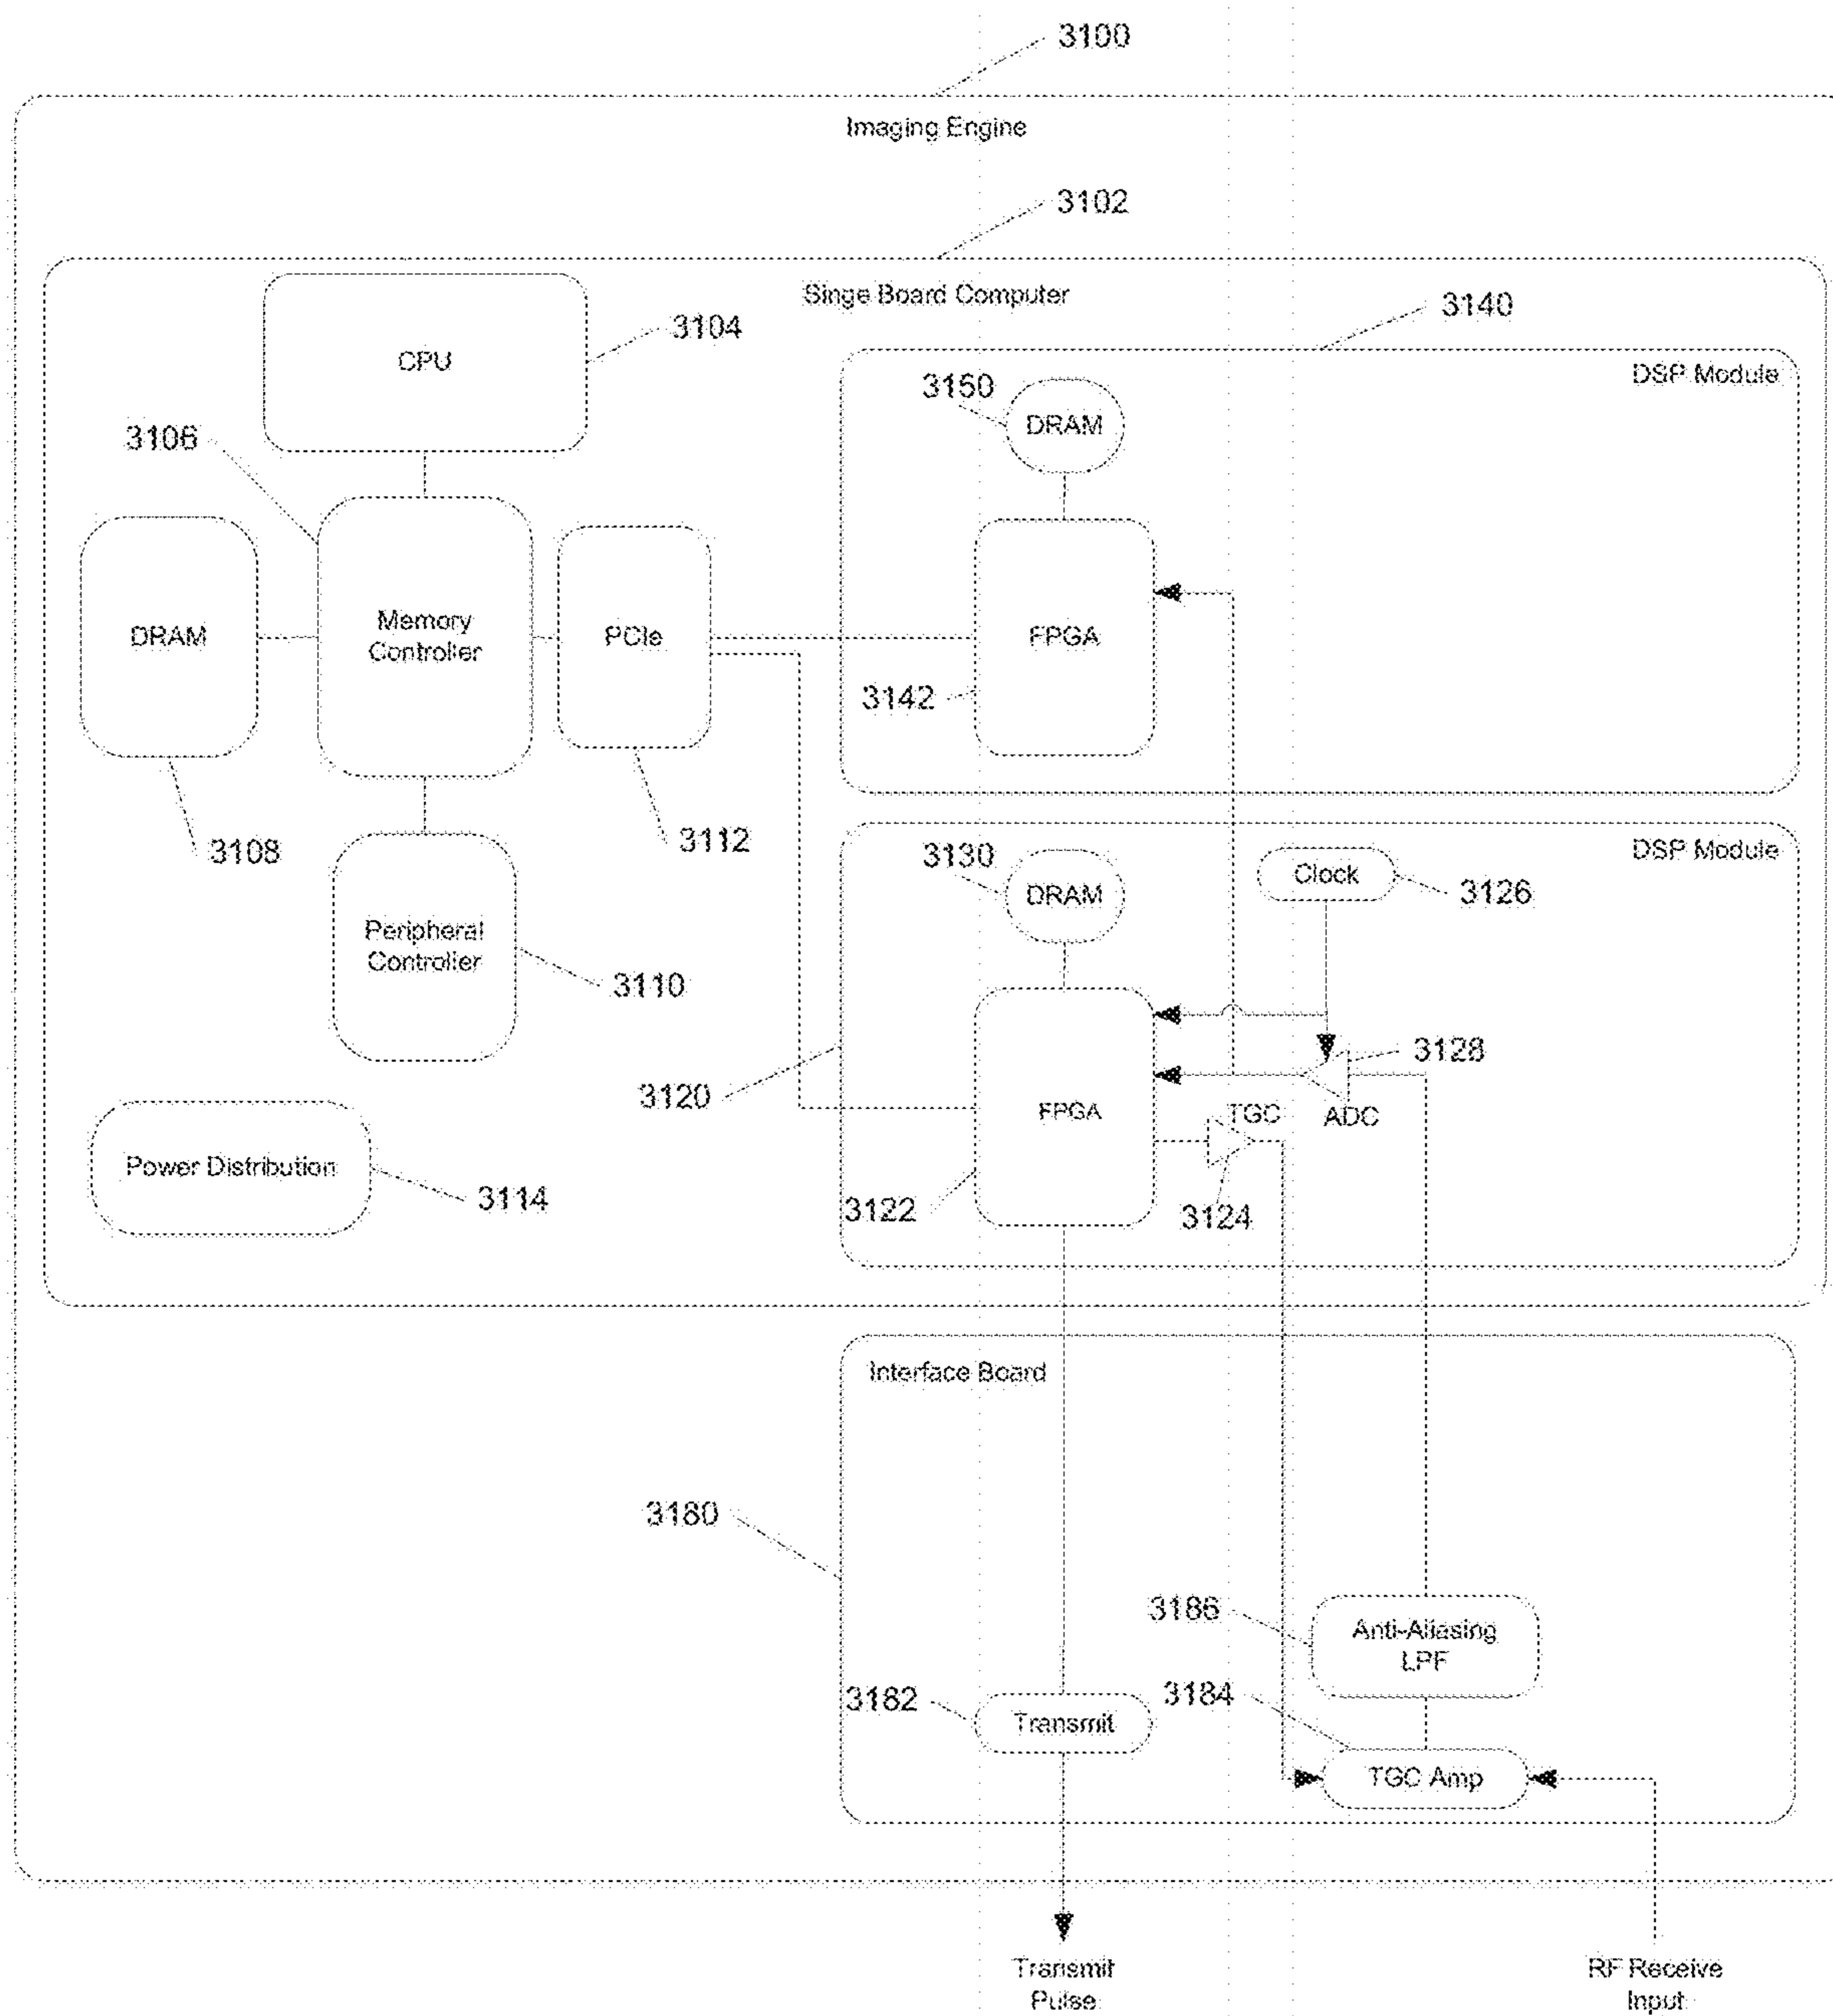 3100
Imaging Engine
3102
Singe Board Computer
3104
CPU
3140
DSP Module
3150
DRAM
3106
DRAM
Memory
Controller
PCIe
FPGA
3142
3108
3112
3130
DRAM
Clock
3126
DSP Module
Peripheral
Controller
3110
3128
3120
FPGA
TGC
ADC
Power Distribution
3114
3122
3124
Interface Board
3180
3186
Anti-Aliasing
LPF
3182
Transmit
3184
TGC Amp
Transmit
Pulse
RF Receive
Input